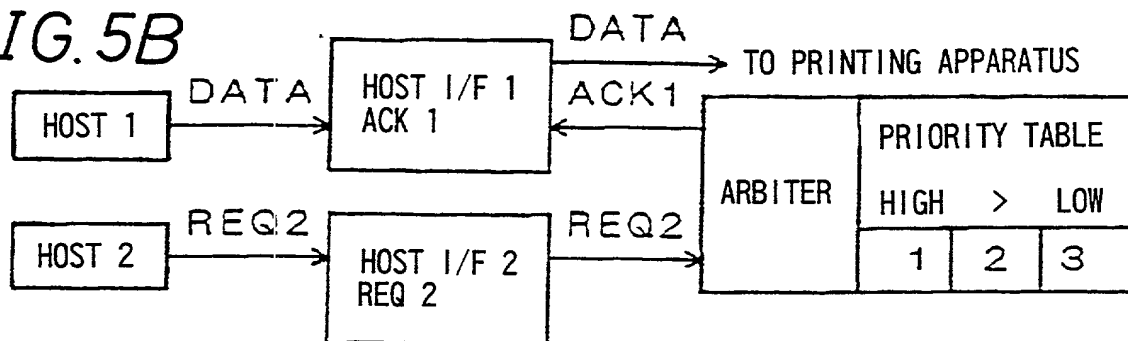 IG. 5B
DATA
TO PRINTING APPARATUS
HOST 1
DATA
HOST I/F 1
ACK 1
ACK1
HOST 2
REQ2
HOST I/F 2
REQ 2
REQ2
ARBITER
PRIORITY TABLE
HIGH > LOW
1 2 3